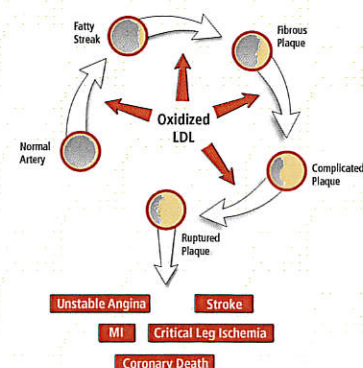 Fatty
Streak
Fibrous
Plaque
Oxidized
LDL
Normal
Artery
Complicated
Plaque
Ruptured
Plaque
Unstable Angina
Stroke
MI
Critical Leg Ischemia
Coronary Death